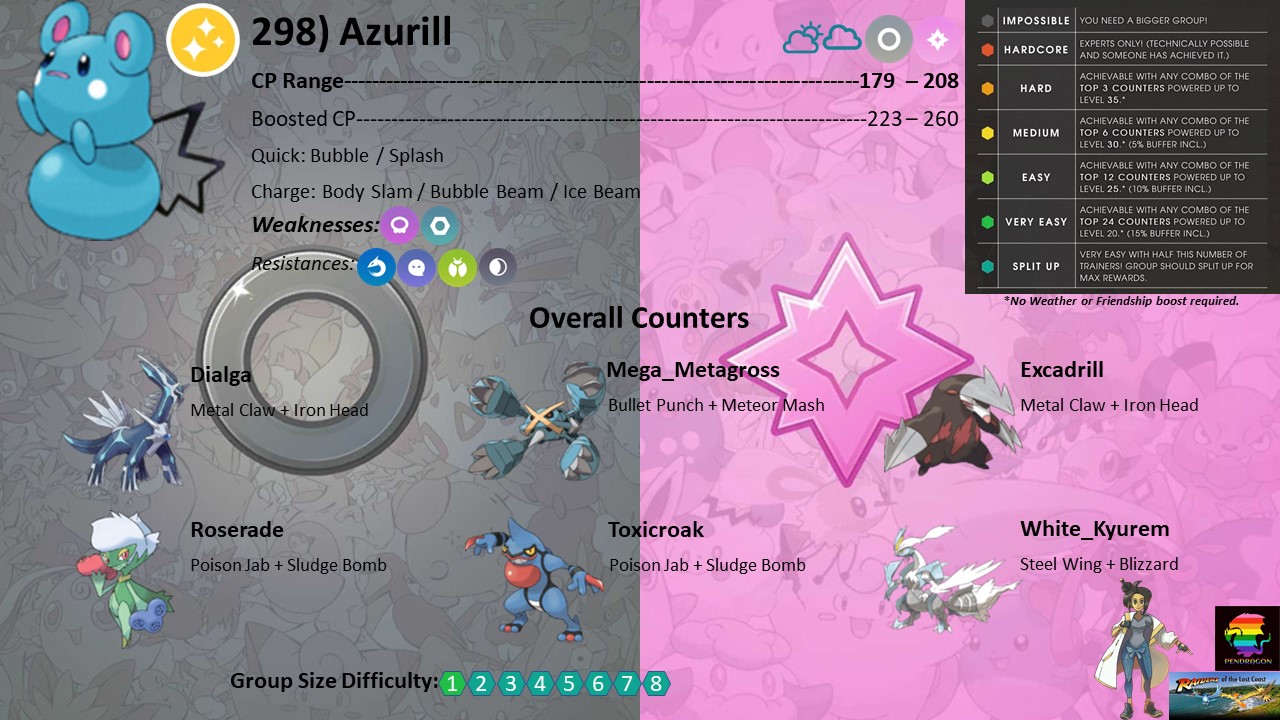 298) Azurill
CP Range---179 – 208
Boosted CP---223 – 260
Quick: Bubble / Splash
Charge: Body Slam / Bubble Beam / Ice Beam
Weaknesses:
Resistances:
IMPOSSIBLE YOU NEED A BIGGER GROUP!
HARDCORE EXPERTS ONLY! (TECHNICALLY POSSIBLE
AND SOMEONE HAS ACHIEVED IT.)
HARD ACHIEVABLE WITH ANY COMBO OF THE
TOP 3 COUNTERS POWERED UP TO
LEVEL 35.*
MEDIUM ACHIEVABLE WITH ANY COMBO OF THE
TOP 6 COUNTERS POWERED UP TO
LEVEL 30.* (5% BUFFER INCL.)
EASY ACHIEVABLE WITH ANY COMBO OF THE
TOP 12 COUNTERS POWERED UP TO
LEVEL 25.* (10% BUFFER INCL.)
VERY EASY ACHIEVABLE WITH ANY COMBO OF THE
TOP 24 COUNTERS POWERED UP TO
LEVEL 20.* (15% BUFFER INCL.)
SPLIT UP VERY EASY WITH HALF THIS NUMBER OF
TRAINERS! GROUP SHOULD SPLIT UP FOR
MAX REWARDS.
*No Weather or Friendship boost required.
Overall Counters
Dialga
Metal Claw + Iron Head
Mega_Metagross
Bullet Punch + Meteor Mash
Excadrill
Metal Claw + Iron Head
Roserade
Poison Jab + Sludge Bomb
Toxicroak
Poison Jab + Sludge Bomb
White_Kyurem
Steel Wing + Blizzard
Group Size Difficulty: 1 2 3 4 5 6 7 8
PENDRAGON
RAIDERS of the Lost Coast